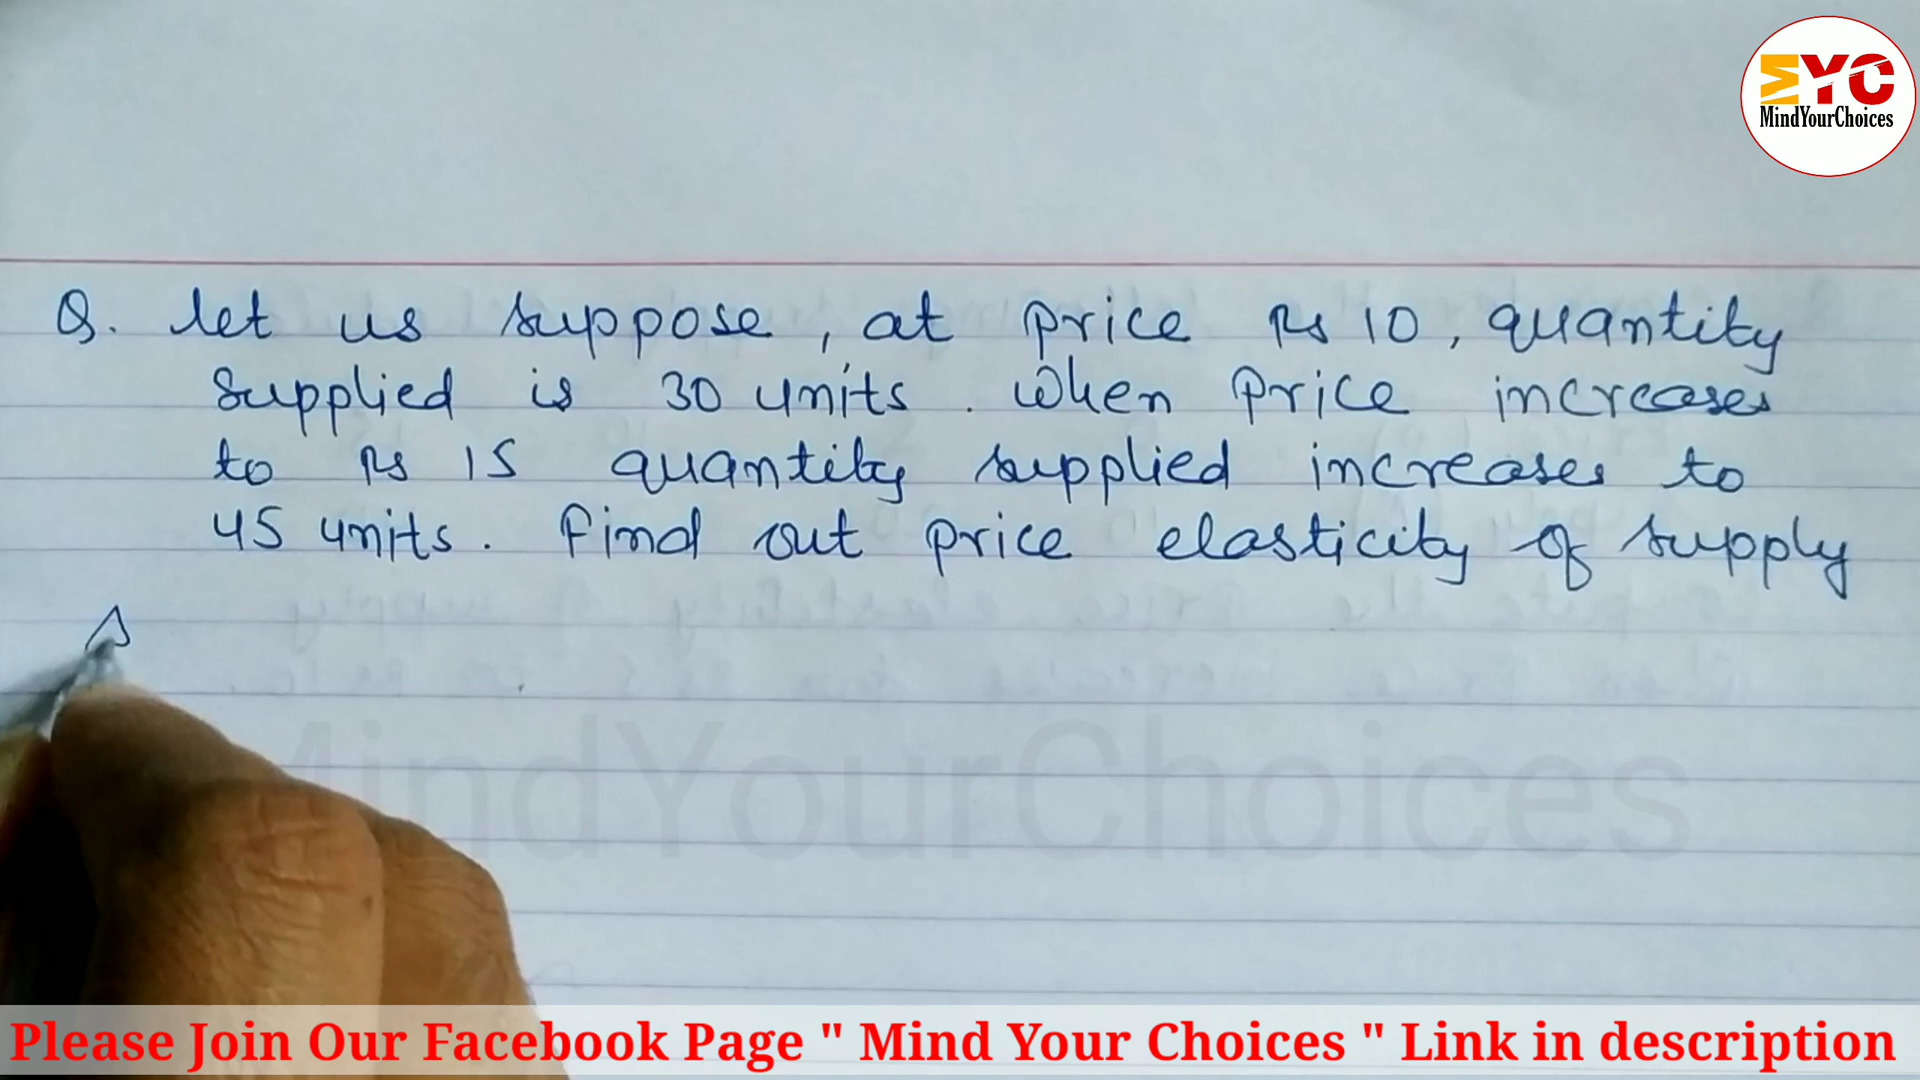 MYC
MindYourChoices
Q. let us suppose, at price Rs 10, quantity
supplied is 30 units. When price increases
to Rs 15 quantity supplied increases to
45 units. Find out price elasticity of supply
MindYourChoices
Please Join Our Facebook Page " Mind Your Choices " Link in description